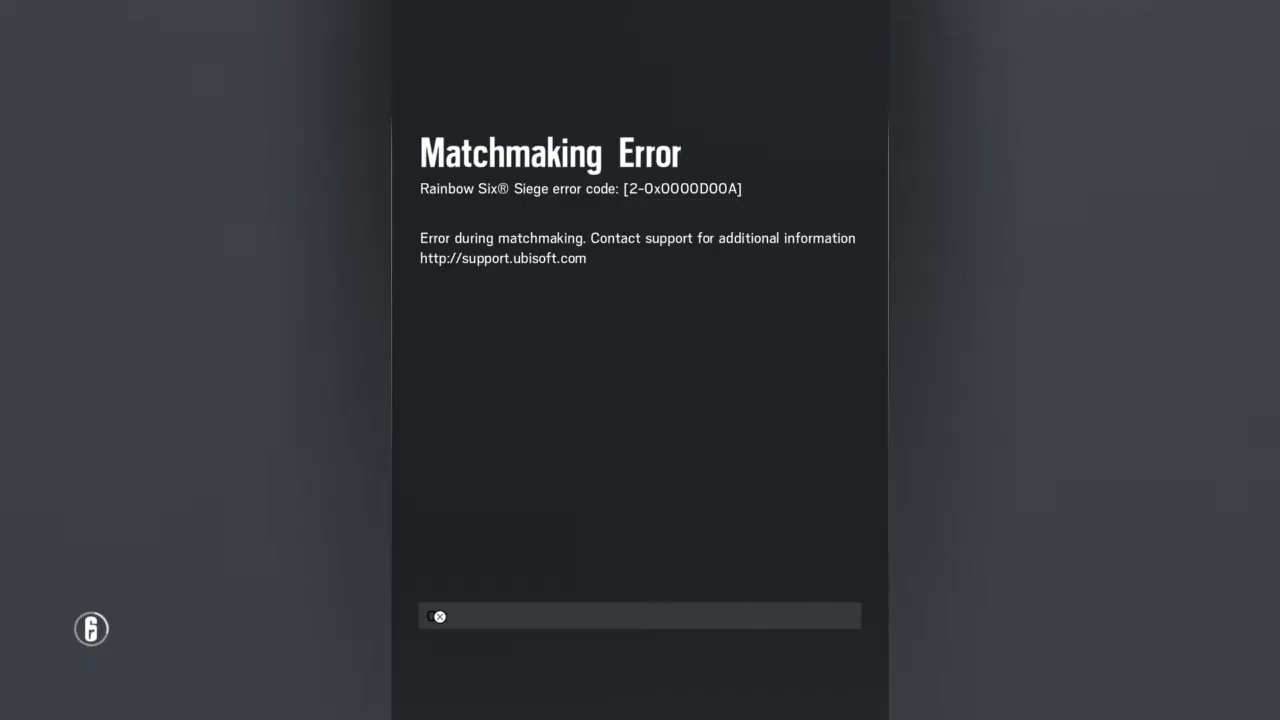 Matchmaking Error
Rainbow Six® Siege error code: [2-0x0000D00A]
Error during matchmaking. Contact support for additional information
http://support.ubisoft.com